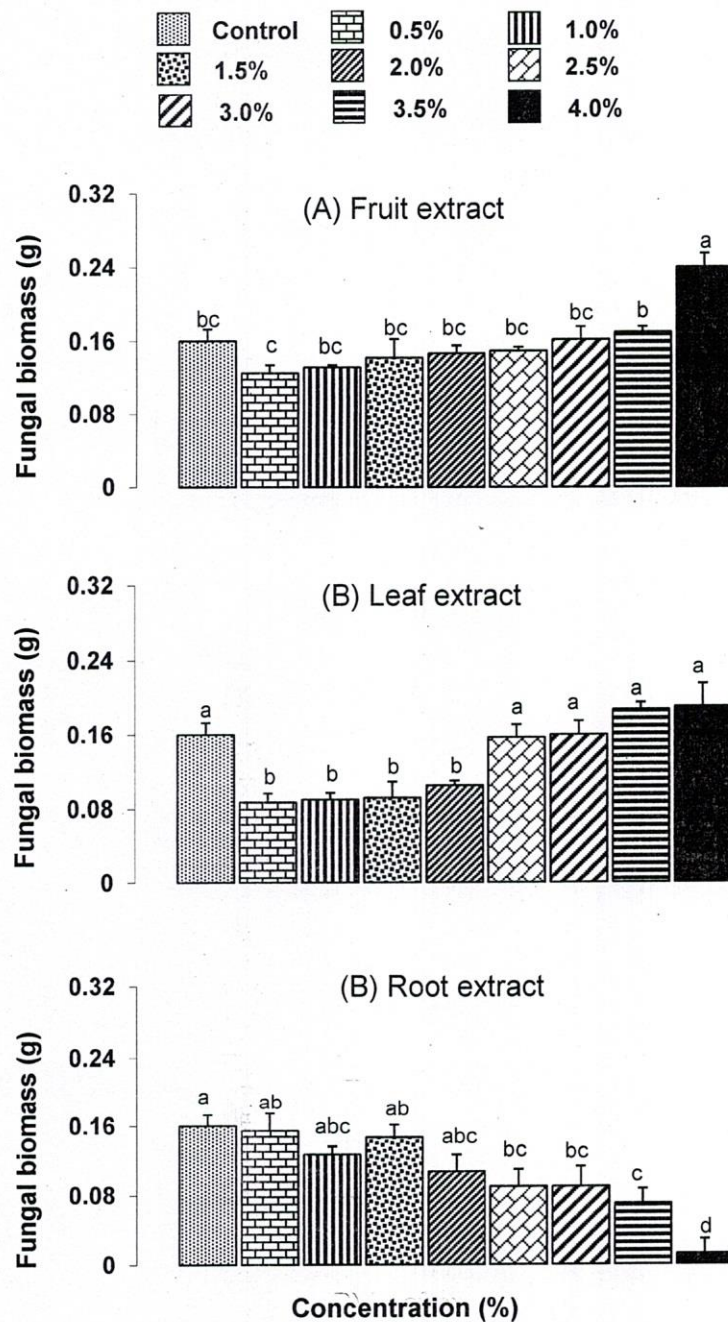 Control 0.5% 1.0%
1.5% 2.0% 2.5%
3.0% 3.5% 4.0%
(A) Fruit extract
Fungal biomass (g)
0.32
0.24
0.16
0.08
0
bc c bc bc bc bc bc b a
(B) Leaf extract
Fungal biomass (g)
0.32
0.24
0.16
0.08
0
a b b b b a a a a
(B) Root extract
Fungal biomass (g)
0.32
0.24
0.16
0.08
0
a ab abc ab abc bc bc c d
Concentration (%)